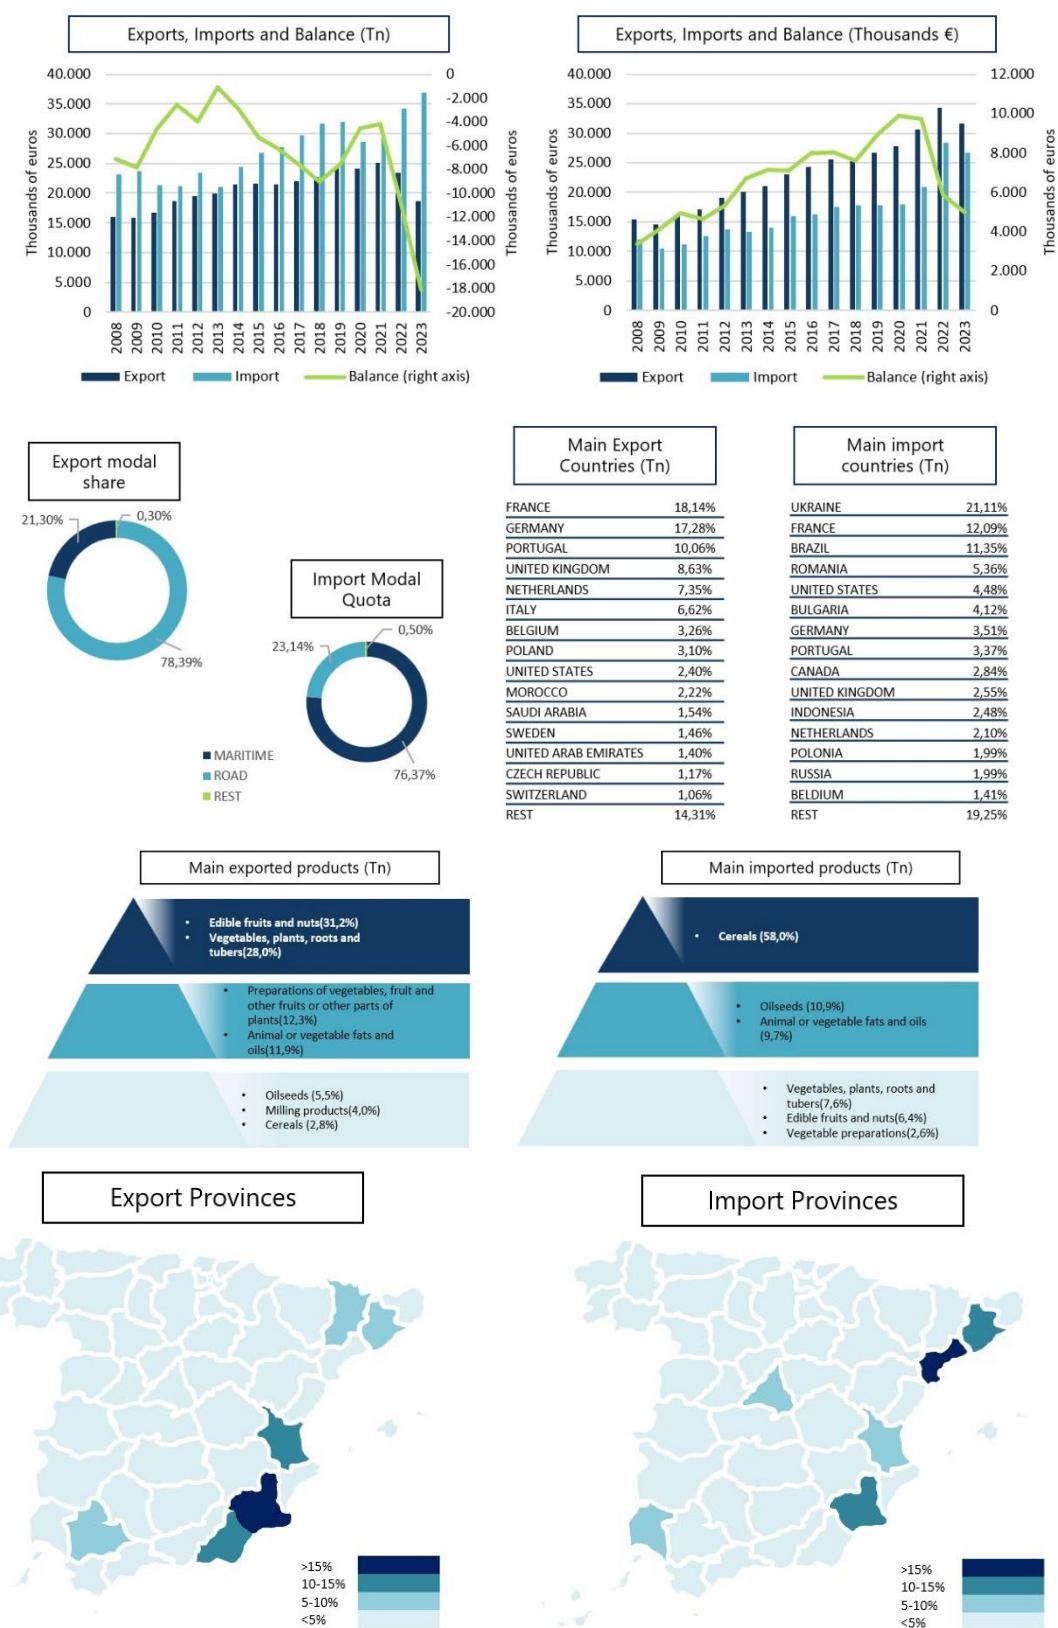 Exports, Imports and Balance (Tn)
40.000
35.000
30.000
25.000
20.000
15.000
10.000
5.000
0
Thousands of euros
0
-2.000
-4.000
-6.000
-8.000
-10.000
-12.000
-14.000
-16.000
-18.000
-20.000
Thousands of euros
2008 2009 2010 2011 2012 2013 2014 2015 2016 2017 2018 2019 2020 2021 2022 2023
Export Import Balance (right axis)
Exports, Imports and Balance (Thousands €)
40.000
35.000
30.000
25.000
20.000
15.000
10.000
5.000
0
Thousands of euros
12.000
10.000
8.000
6.000
4.000
2.000
0
Thousands of euros
2008 2009 2010 2011 2012 2013 2014 2015 2016 2017 2018 2019 2020 2021 2022 2023
Export Import Balance (right axis)
Export modal
share
21,30%
0,30%
78,39%
Import Modal
Quota
23,14%
0,50%
76,37%
MARITIME
ROAD
REST
Main Export
Countries (Tn)
FRANCE 18,14%
GERMANY 17,28%
PORTUGAL 10,06%
UNITED KINGDOM 8,63%
NETHERLANDS 7,35%
ITALY 6,62%
BELGIUM 3,26%
POLAND 3,10%
UNITED STATES 2,40%
MOROCCO 2,22%
SAUDI ARABIA 1,54%
SWEDEN 1,46%
UNITED ARAB EMIRATES 1,40%
CZECH REPUBLIC 1,17%
SWITZERLAND 1,06%
REST 14,31%
Main import
countries (Tn)
UKRAINE 21,11%
FRANCE 12,09%
BRAZIL 11,35%
ROMANIA 5,36%
UNITED STATES 4,48%
BULGARIA 4,12%
GERMANY 3,51%
PORTUGAL 3,37%
CANADA 2,84%
UNITED KINGDOM 2,55%
INDONESIA 2,48%
NETHERLANDS 2,10%
POLONIA 1,99%
RUSSIA 1,99%
BELDIUM 1,41%
REST 19,25%
Main exported products (Tn)
• Edible fruits and nuts(31,2%)
• Vegetables, plants, roots and
tubers(28,0%)
• Preparations of vegetables, fruit and
other fruits or other parts of
plants(12,3%)
• Animal or vegetable fats and
oils(11,9%)
• Oilseeds (5,5%)
• Milling products(4,0%)
• Cereals (2,8%)
Main imported products (Tn)
• Cereals (58,0%)
• Oilseeds (10,9%)
• Animal or vegetable fats and oils
(9,7%)
• Vegetables, plants, roots and
tubers(7,6%)
• Edible fruits and nuts(6,4%)
• Vegetable preparations(2,6%)
Export Provinces
>15%
10-15%
5-10%
<5%
Import Provinces
>15%
10-15%
5-10%
<5%